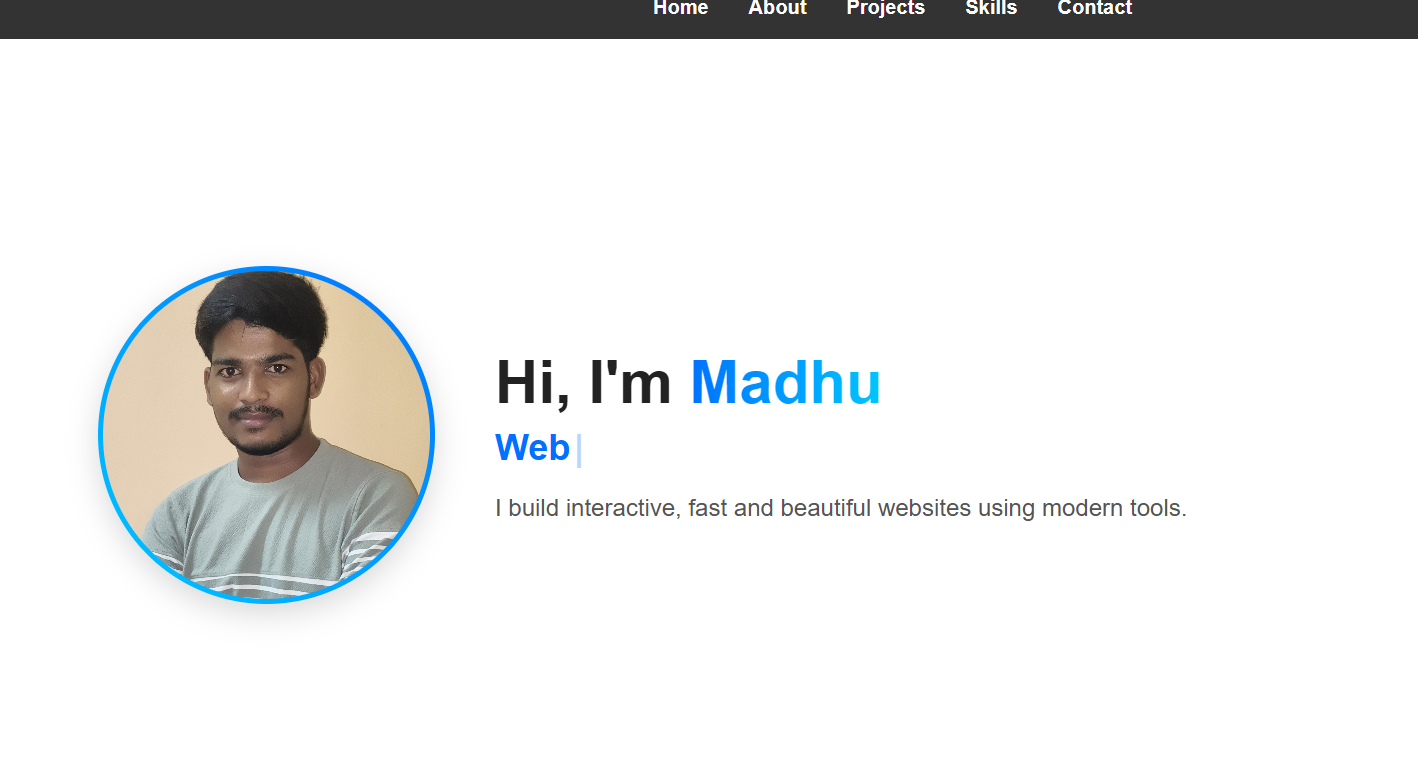 Home About Projects Skills Contact
Hi, I'm Madhu
Web|
I build interactive, fast and beautiful websites using modern tools.